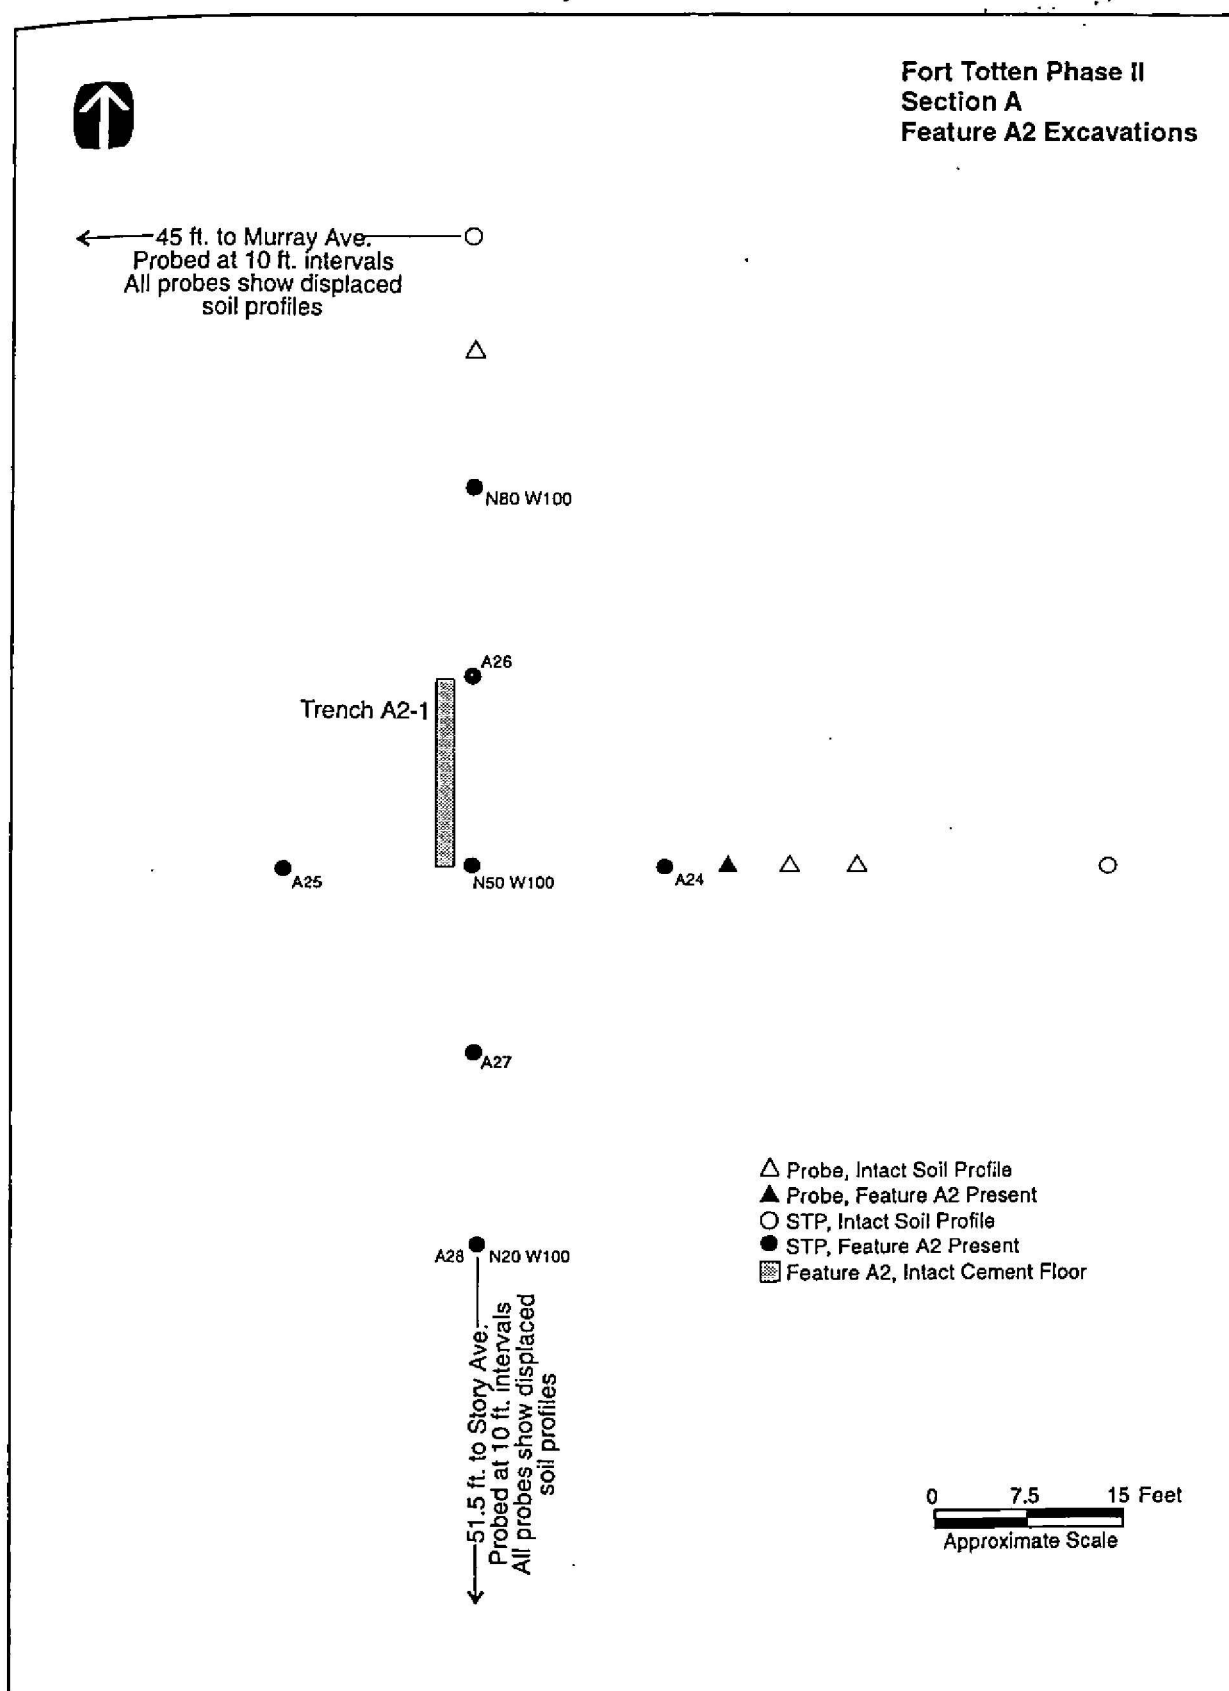 Fort Totten Phase II
Section A
Feature A2 Excavations
45 ft. to Murray Ave.
Probed at 10 ft. intervals
All probes show displaced
soil profiles
N80 W100
A26
Trench A2-1
A25
N50 W100
A24
A27
Probe, Intact Soil Profile
Probe, Feature A2 Present
STP, Intact Soil Profile
STP, Feature A2 Present
Feature A2, Intact Cement Floor
A28
N20 W100
51.5 ft. to Story Ave.
Probed at 10 ft. intervals
All probes show displaced
soil profiles
0 7.5 15 Feet
Approximate Scale